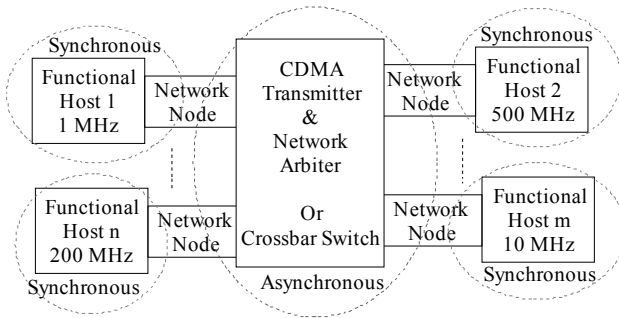 Synchronous
Functional
Host 1
1 MHz
Network
Node
CDMA
Transmitter
&
Network
Arbiter
Or
Crossbar Switch
Asynchronous
Synchronous
Functional
Host 2
500 MHz
Network
Node
Functional
Host n
200 MHz
Synchronous
Network
Node
Network
Node
Functional
Host m
10 MHz
Synchronous